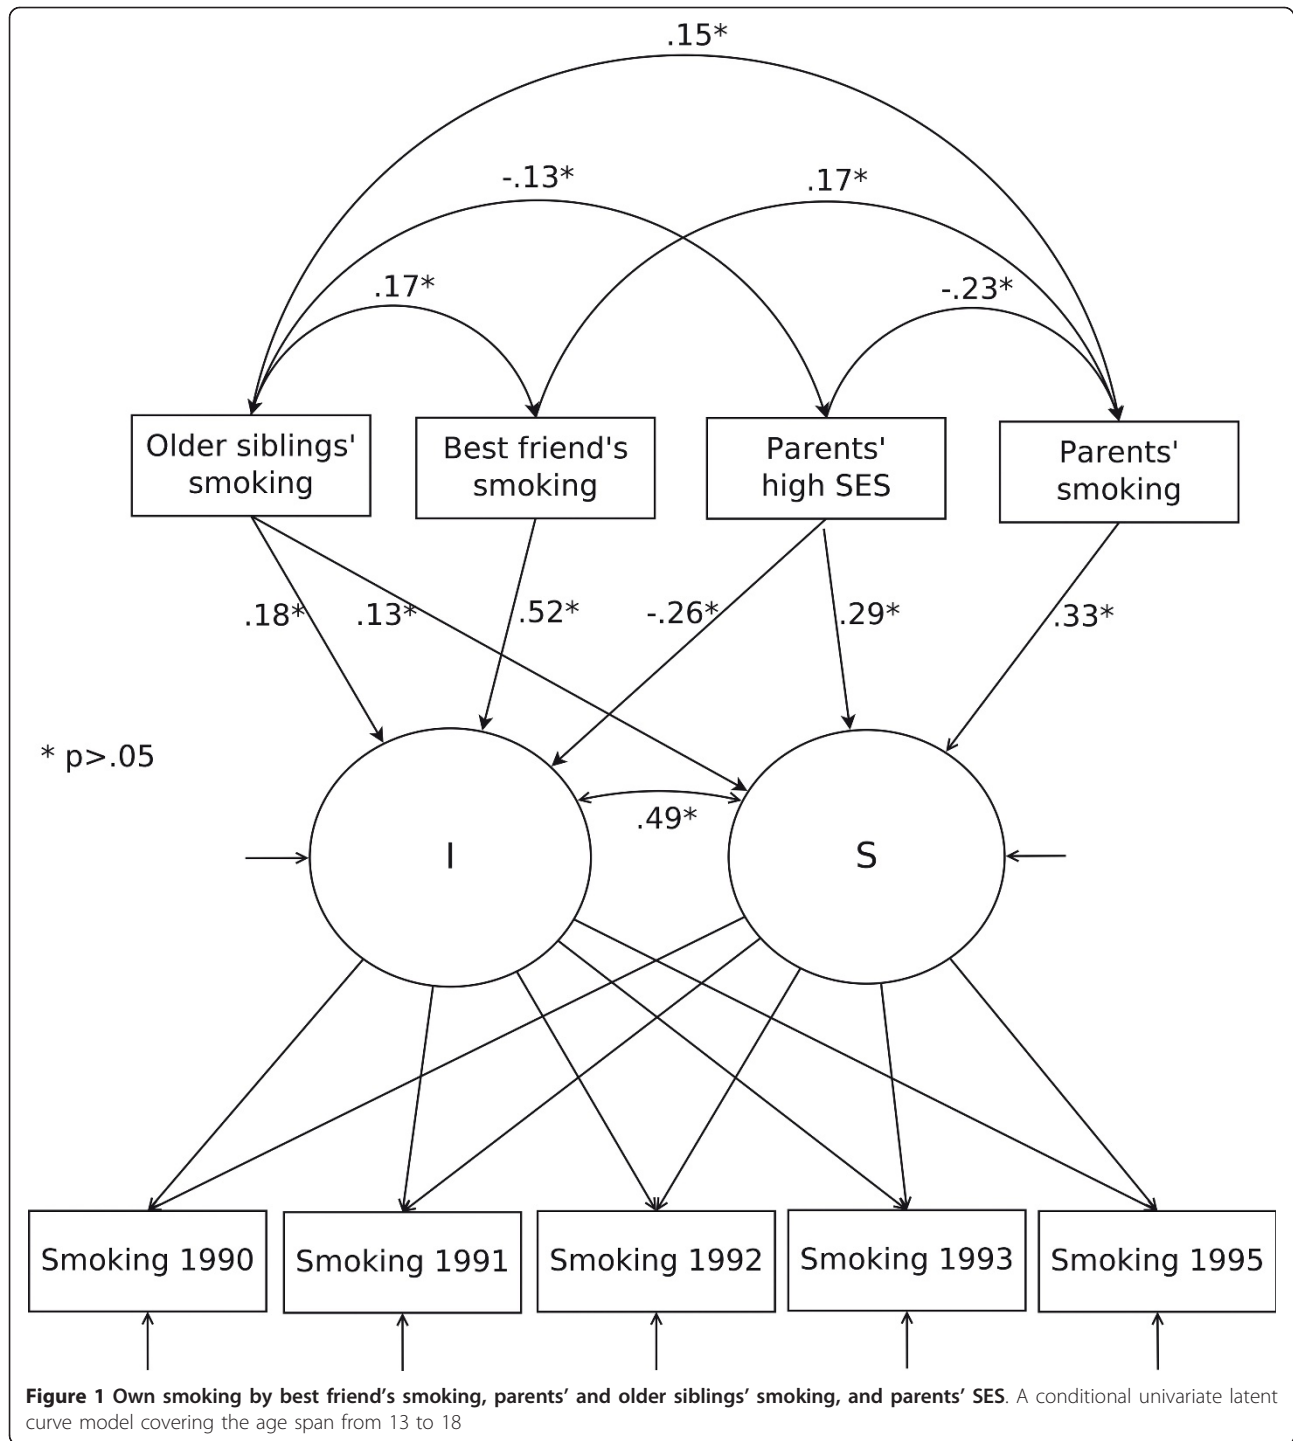 .15*
-.13*
.17*
.17*
-.23*
Older siblings'
smoking
Best friend's
smoking
Parents'
high SES
Parents'
smoking
.18*
.13*
.52*
-.26*
.29*
.33*
* p>.05
.49*
I
S
Smoking 1990
Smoking 1991
Smoking 1992
Smoking 1993
Smoking 1995
Figure 1 Own smoking by best friend's smoking, parents' and older siblings' smoking, and parents' SES. A conditional univariate latent
curve model covering the age span from 13 to 18